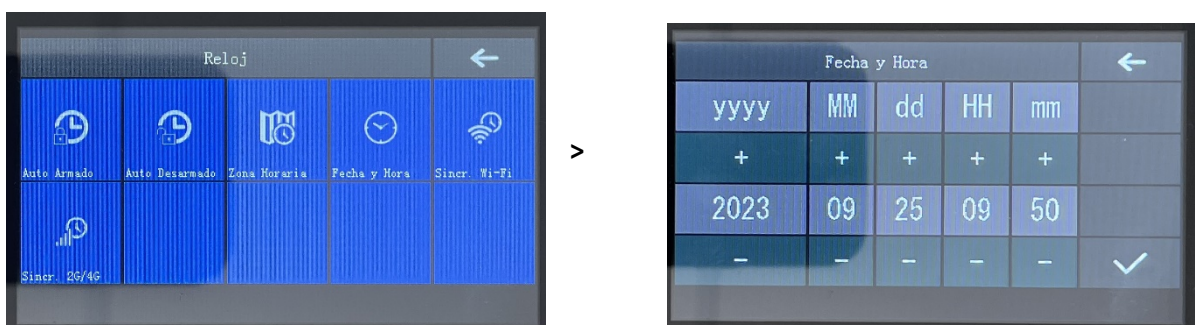 Reloj
Auto Armado Auto Desarmado Zona Horaria Fecha y Hora Sincr. Wi-Fi
Sincr. 2G/4G
>
Fecha y Hora
yyyy MM dd HH mm
+ + + + +
2023 09 25 09 50
- - - - -